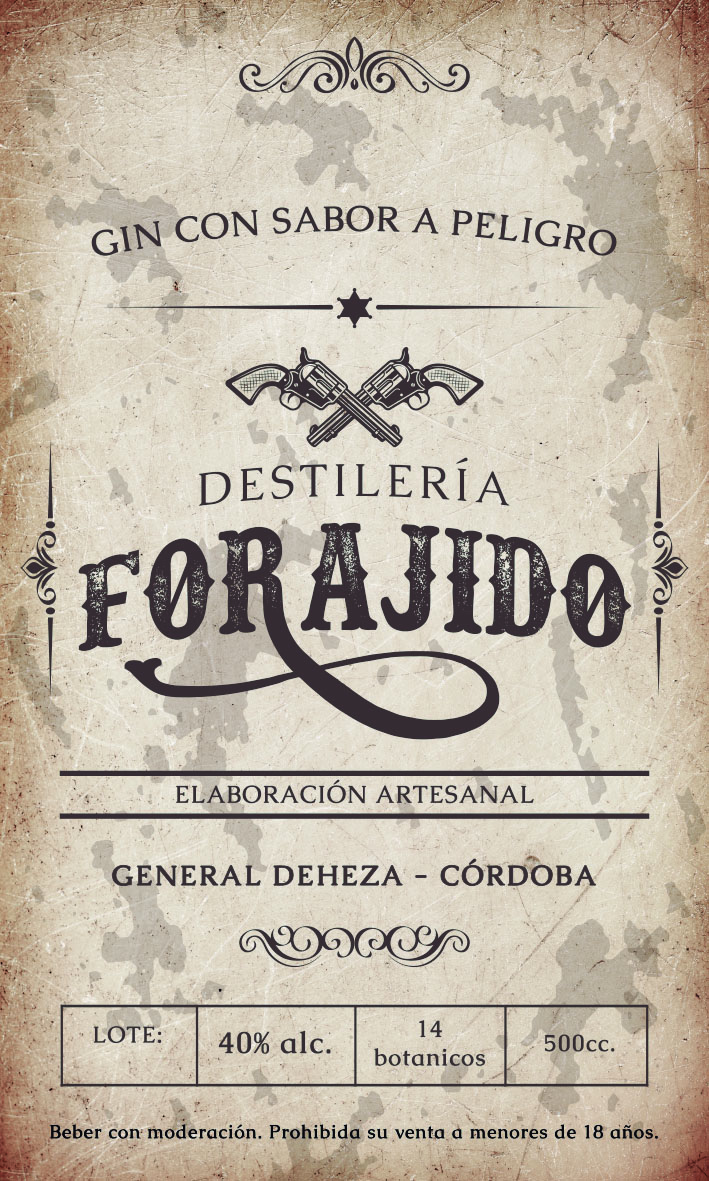 GIN CON SABOR A PELIGRO
DESTILERÍA
FORAJIDO
ELABORACIÓN ARTESANAL
GENERAL DEHEZA - CÓRDOBA
LOTE:
40% alc.
14
botanicos
500cc.
Beber con moderación. Prohibida su venta a menores de 18 años.